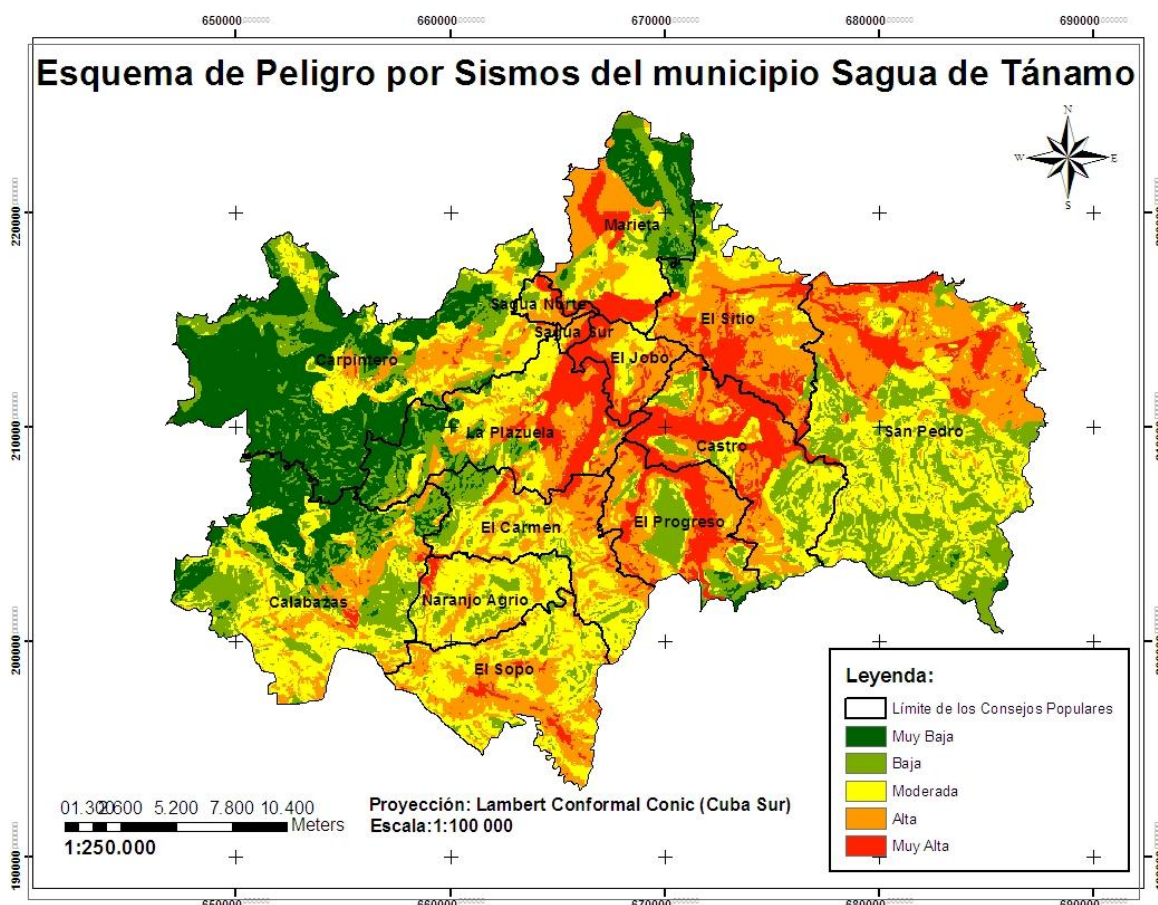 650000 660000 670000 680000 690000
Esquema de Peligro por Sismos del municipio Sagua de Tánamo
N
W E
S
220000
Marieta
Sagua Norte
El Sitio
Sagua Sur
El Jobo
Carpintero
210000
La Plazuela
San Pedro
Castro
El Carmen
El Progreso
Calabazas
Naranjo Agrio
200000
El Sopo
Leyenda:
Límite de los Consejos Populares
Muy Baja
Baja
Moderada
Alta
Muy Alta
5.200 7.800 10.400
Meters
1:250.000
Proyección: Lambert Conformal Conic (Cuba Sur)
Escala:1:100 000
190000
650000 660000 670000 680000 690000